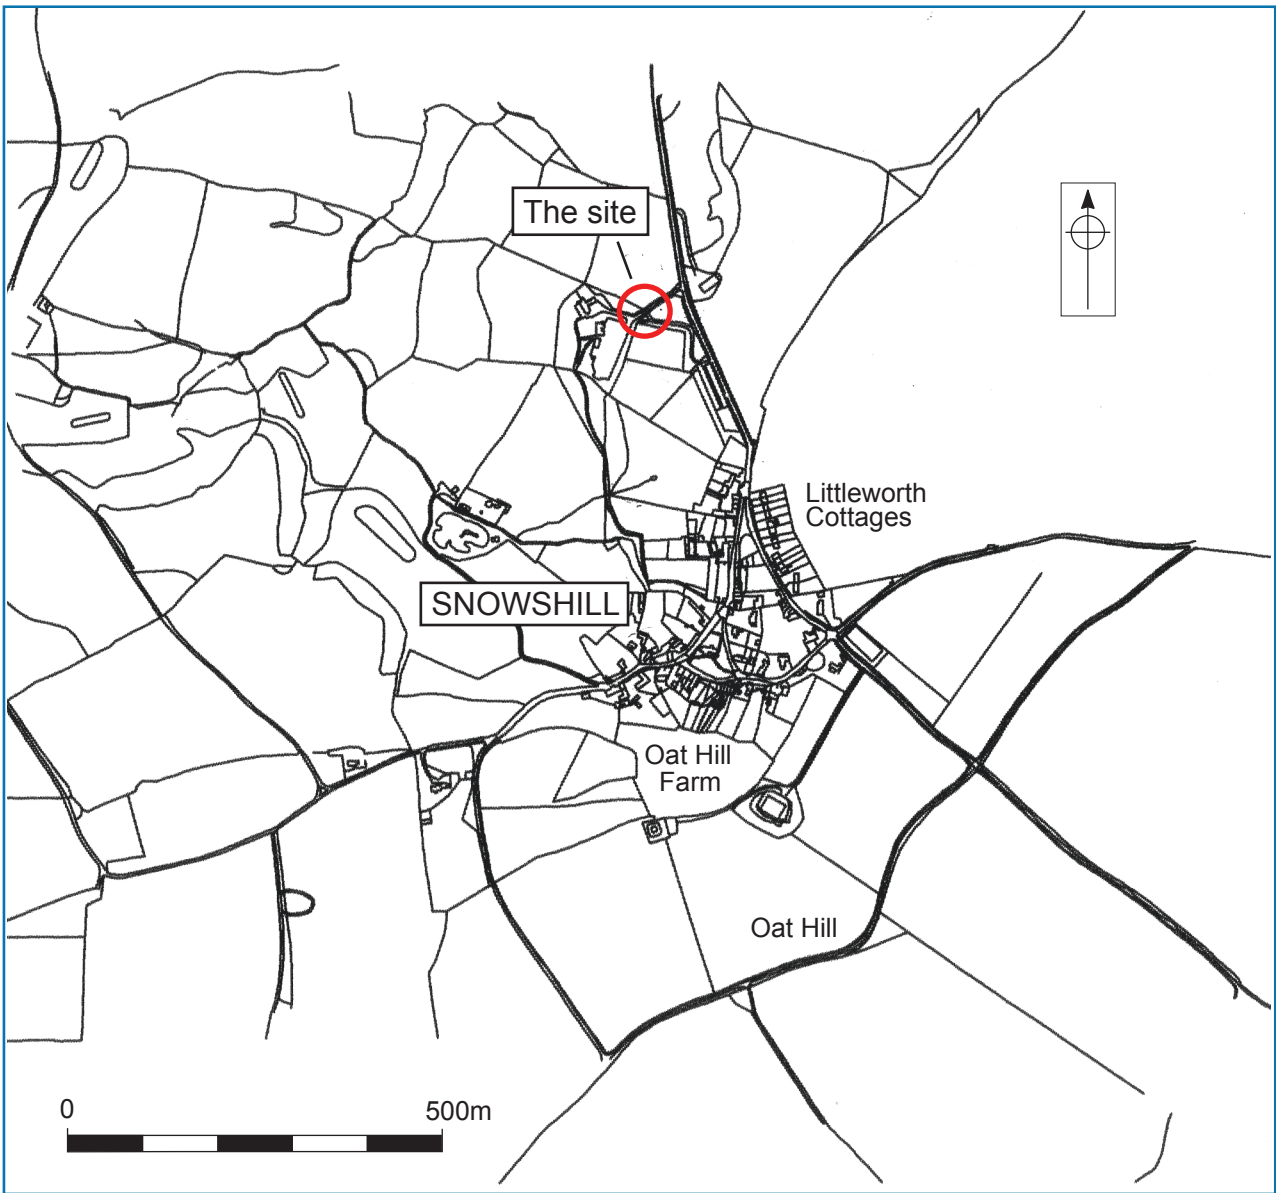 The site
Littleworth
Cottages
SNOWSHILL
Oat Hill
Farm
Oat Hill
0 500m